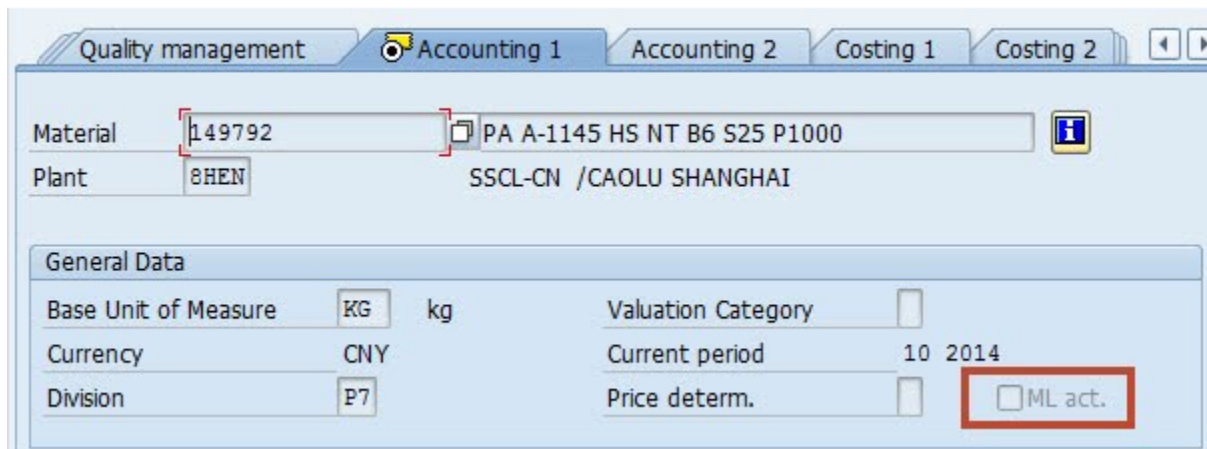 Quality management Accounting 1 Accounting 2 Costing 1 Costing 2
Material 149792 PA A-1145 HS NT B6 S25 P1000
Plant 8HEN SSCL-CN /CAOLU SHANGHAI
General Data
Base Unit of Measure KG kg Valuation Category
Currency CNY Current period 10 2014
Division P7 Price determ. ML act.